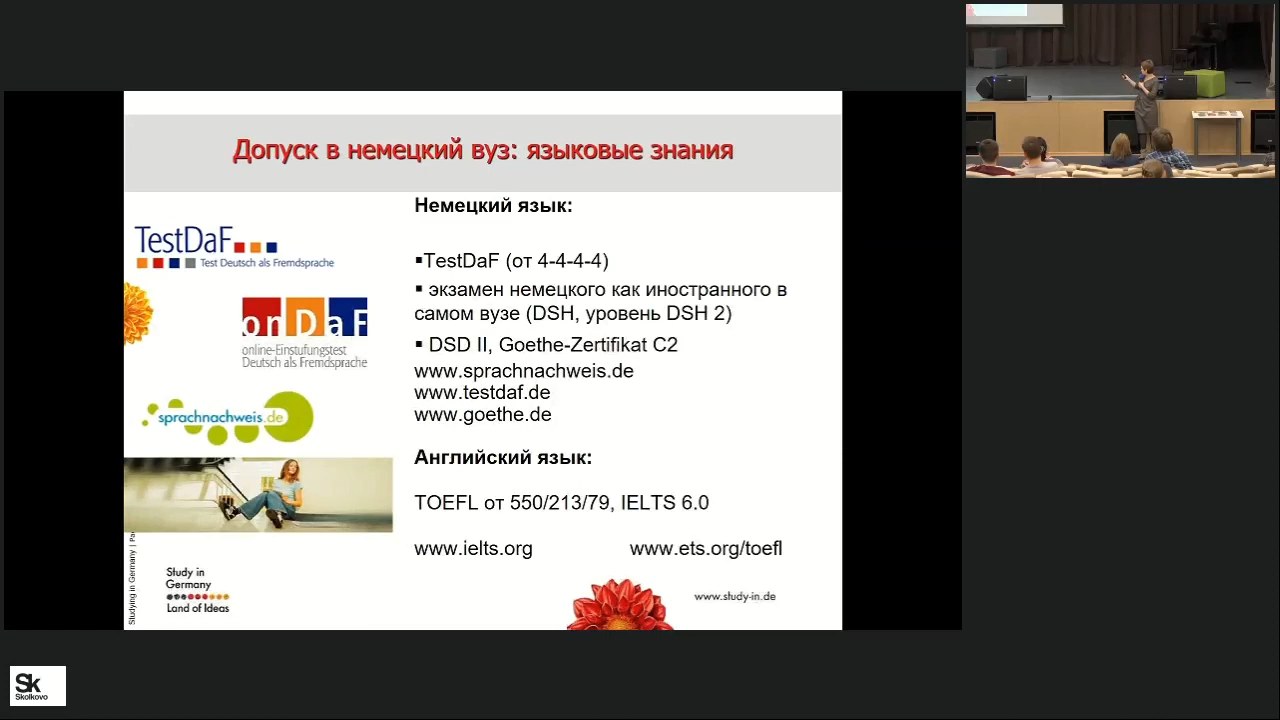 Допуск в немецкий вуз: языковые знания
Немецкий язык:
TestDaF
Test Deutsch als Fremdsprache
▪TestDaF (от 4-4-4-4)
▪ экзамен немецкого как иностранного в
самом вузе (DSH, уровень DSH 2)
onDaF
online-Einstufungstest
Deutsch als Fremdsprache
▪ DSD II, Goethe-Zertifikat C2
www.sprachnachweis.de
www.testdaf.de
www.goethe.de
sprachnachweis.de
Английский язык:
TOEFL от 550/213/79, IELTS 6.0
www.ielts.org www.ets.org/toefl
Studying in Germany |
Study in
Germany
Land of Ideas
www.study-in.de
Sk
Skolkovo